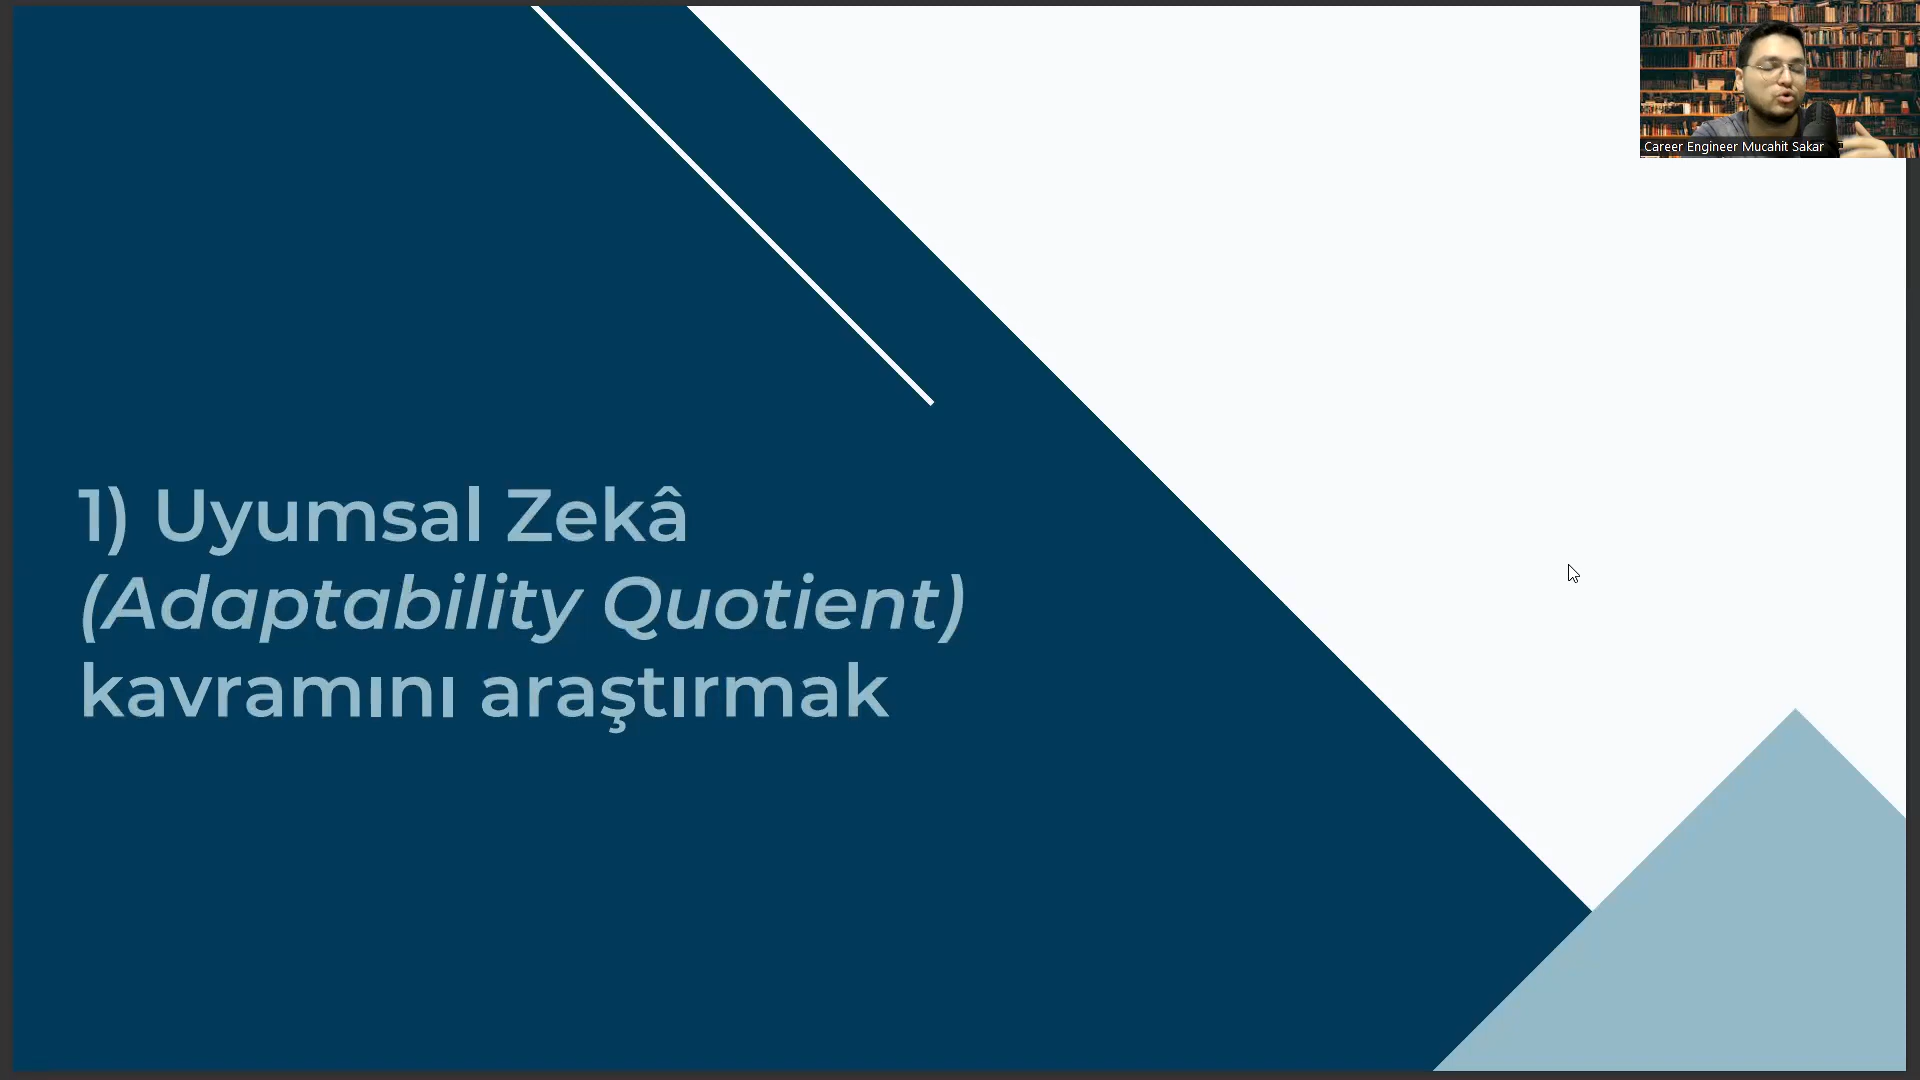 Career Engineer Mucahit Sakar
1) Uyumsal Zekâ
(Adaptability Quotient)
kavramını araştırmak